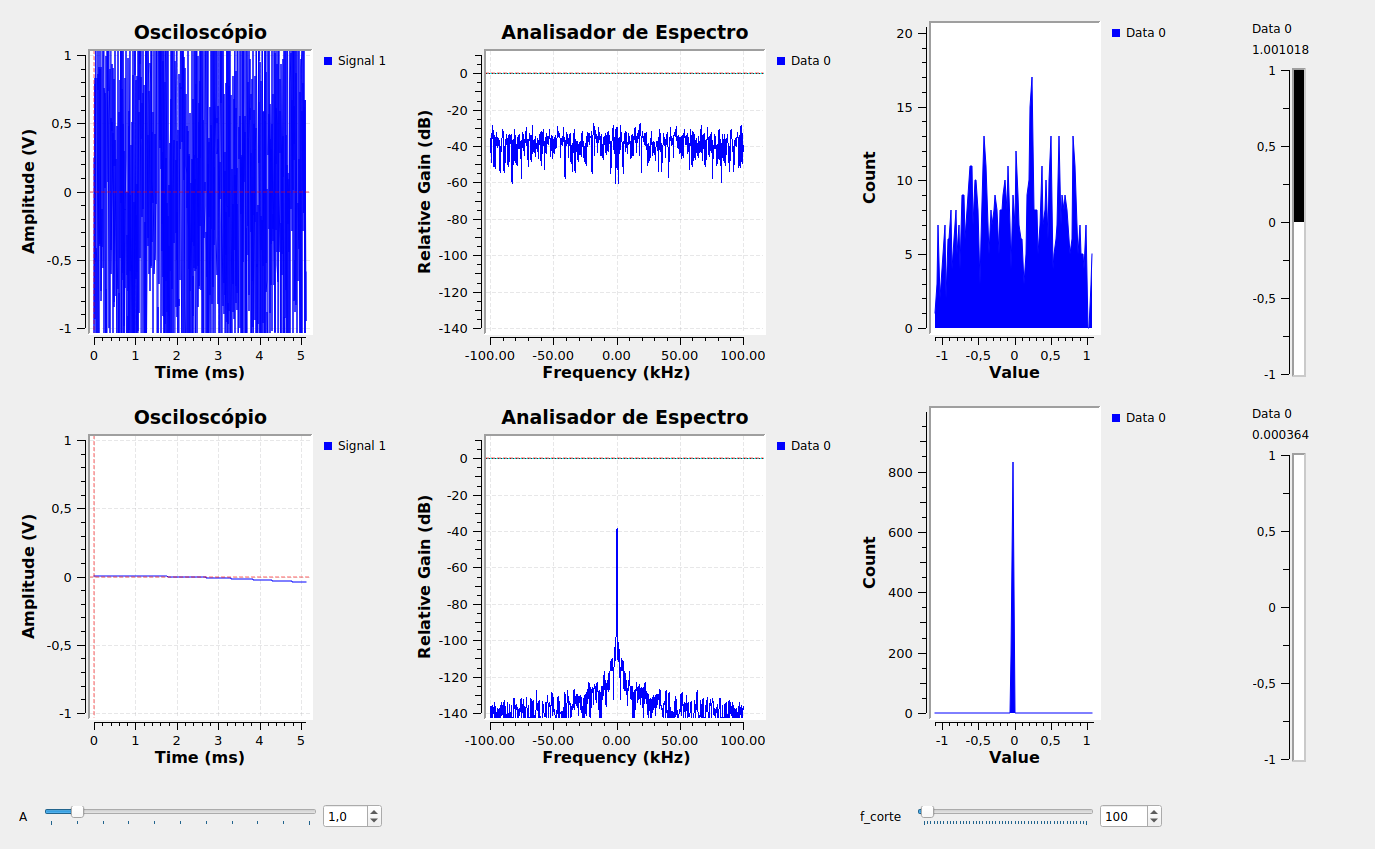 Osciloscópio
Signal 1
Amplitude (V)
1
0,5
0
-0,5
-1
0 1 2 3 4 5
Time (ms)
Analisador de Espectro
Data 0
Relative Gain (dB)
0
-20
-40
-60
-80
-100
-120
-140
-100.00 -50.00 0.00 50.00 100.00
Frequency (kHz)
Data 0
Count
20
15
10
5
0
-1 -0,5 0 0,5 1
Value
Data 0
1.001018
1
0,5
0
-0,5
-1
Osciloscópio
Signal 1
Amplitude (V)
1
0,5
0
-0,5
-1
0 1 2 3 4 5
Time (ms)
Analisador de Espectro
Data 0
Relative Gain (dB)
0
-20
-40
-60
-80
-100
-120
-140
-100.00 -50.00 0.00 50.00 100.00
Frequency (kHz)
Data 0
Count
800
600
400
200
0
-1 -0,5 0 0,5 1
Value
Data 0
0.000364
1
0,5
0
-0,5
-1
A 1,0
f_corte 100